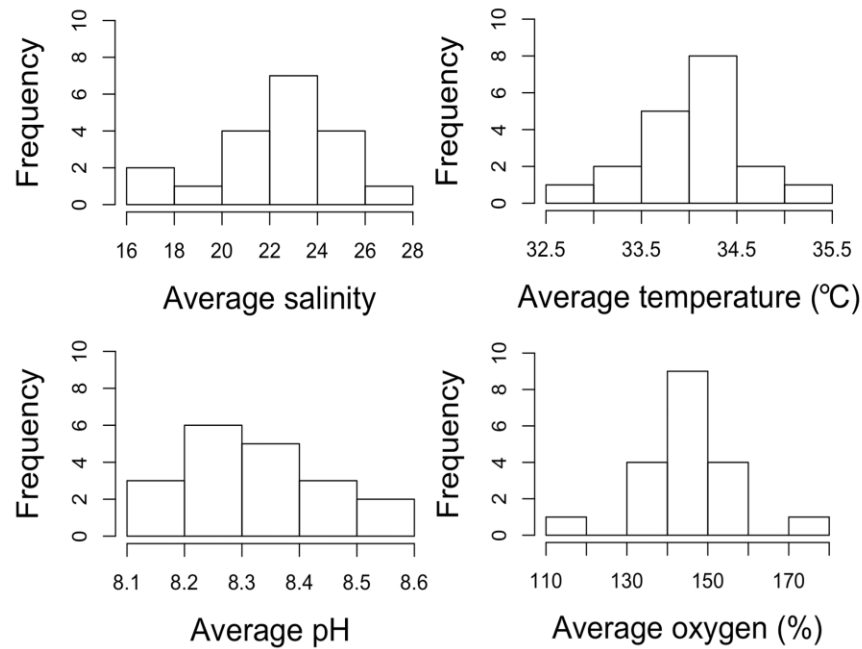 Frequency
0 2 4 6 8 10
16 18 20 22 24 26 28
Average salinity
Frequency
0 2 4 6 8 10
32.5 33.5 34.5 35.5
Average temperature (°C)
Frequency
0 2 4 6 8 10
8.1 8.2 8.3 8.4 8.5 8.6
Average pH
Frequency
0 2 4 6 8 10
110 130 150 170
Average oxygen (%)